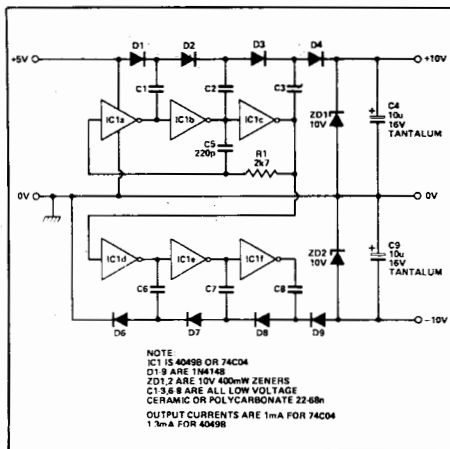 D1 D2 D3 D4
+5V +10V
C1 C2 C3
IC1a IC1b IC1c
ZD1
10V
C4
10u
16V
TANTALUM
C5
220p
R1
2k7
0V 0V
IC1d IC1e IC1f
ZD2
10V
C9
10u
16V
TANTALUM
C6 C7 C8
D6 D7 D8 D9
-10V
NOTE
IC1 IS 4049B OR 74C04
D1-9 ARE 1N4148
ZD1,2 ARE 10V 400mW ZENERS
C1-3,6-8 ARE ALL LOW VOLTAGE
CERAMIC OR POLYCARBONATE 22-68n
OUTPUT CURRENTS ARE 1mA FOR 74C04
1.3mA FOR 4049B